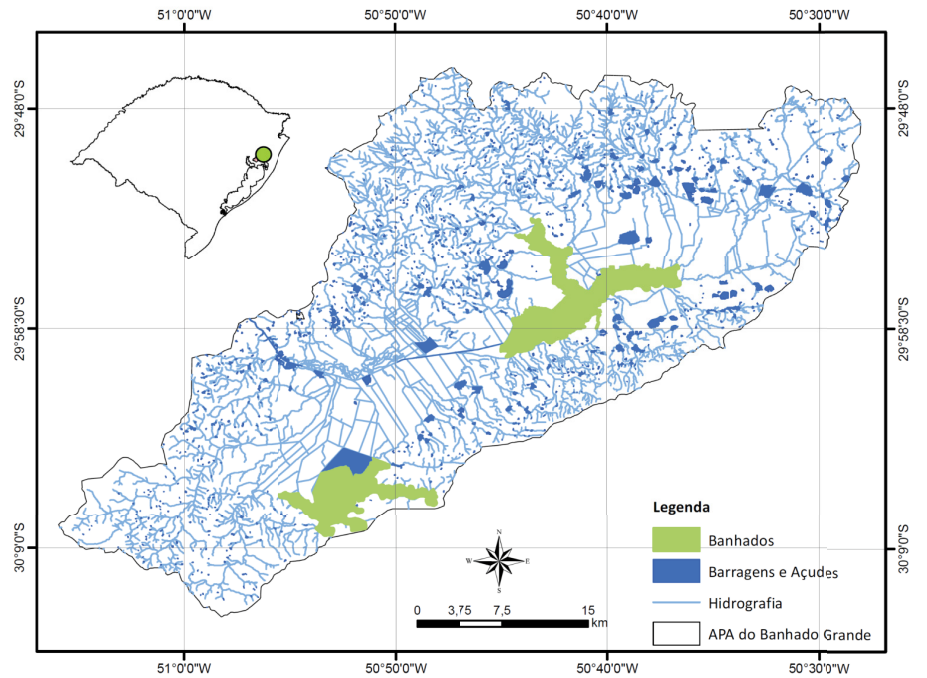 51°0'0"W 50°50'0"W 50°40'0"W 50°30'0"W
29°48'0"S 29°48'0"S
29°58'30"S 29°58'30"S
30°9'0"S 30°9'0"S
Legenda
Banhados
Barragens e Açudes
Hidrografia
APA do Banhado Grande
N
W E
S
0 3,75 7,5 15
km
51°0'0"W 50°50'0"W 50°40'0"W 50°30'0"W